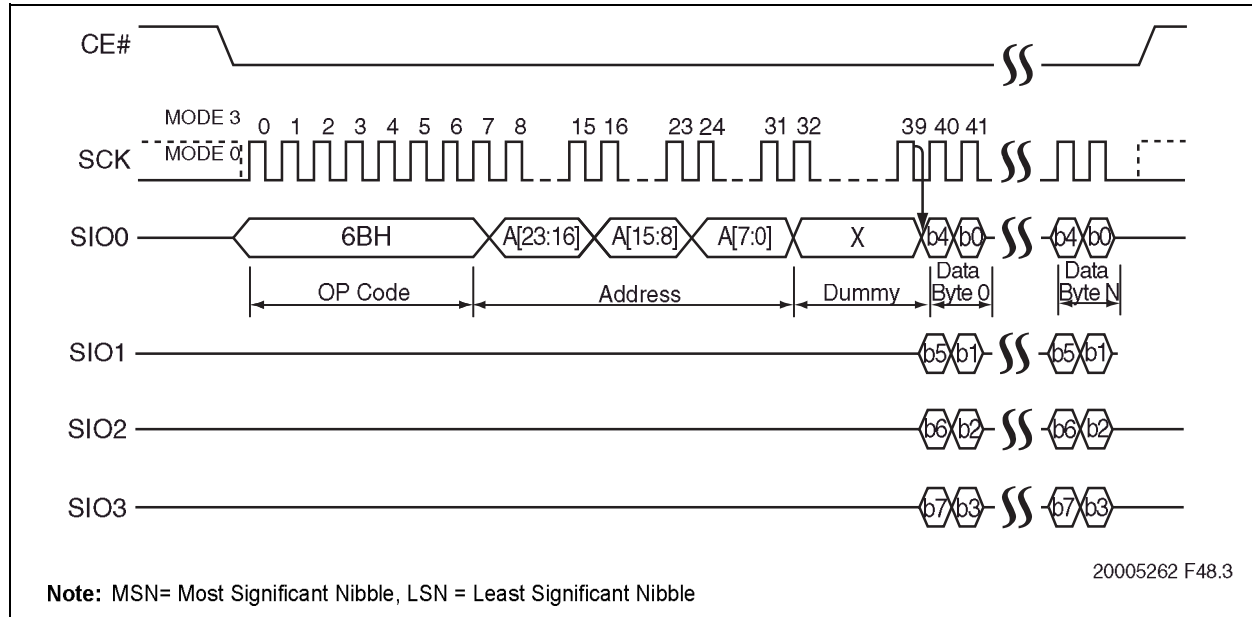 CE#
MODE 3
0 1 2 3 4 5 6 7 8 15 16 23 24 31 32 39 40 41
SCK
MODE 0
SIO0
6BH A[23:16] A[15:8] A[7:0] X b4 b0 b4 b0
OP Code Address Dummy
Data
Byte 0
Data
Byte N
SIO1
b5 b1 b5 b1
SIO2
b6 b2 b6 b2
SIO3
b7 b3 b7 b3
20005262 F48.3
Note: MSN= Most Significant Nibble, LSN = Least Significant Nibble